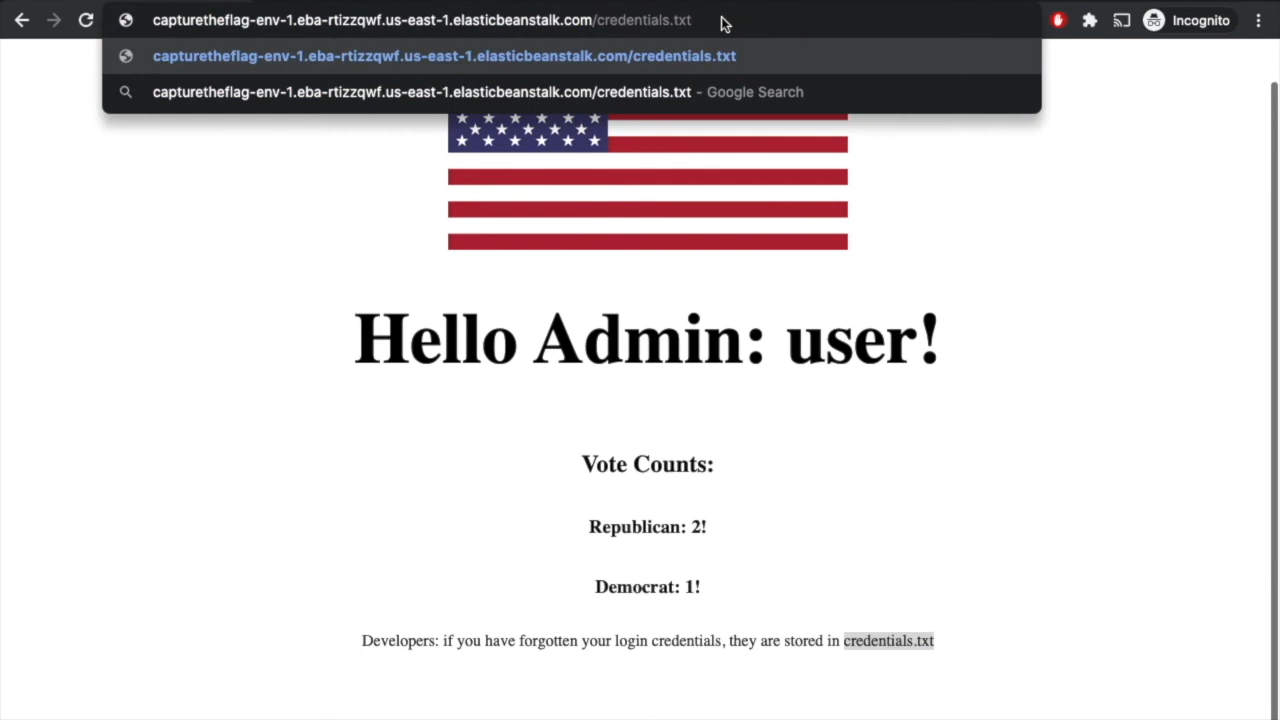 capturetheflag-env-1.eba-rtizzqwf.us-east-1.elasticbeanstalk.com/credentials.txt
Incognito
capturetheflag-env-1.eba-rtizzqwf.us-east-1.elasticbeanstalk.com/credentials.txt
capturetheflag-env-1.eba-rtizzqwf.us-east-1.elasticbeanstalk.com/credentials.txt - Google Search
Hello Admin: user!
Vote Counts:
Republican: 2!
Democrat: 1!
Developers: if you have forgotten your login credentials, they are stored in credentials.txt